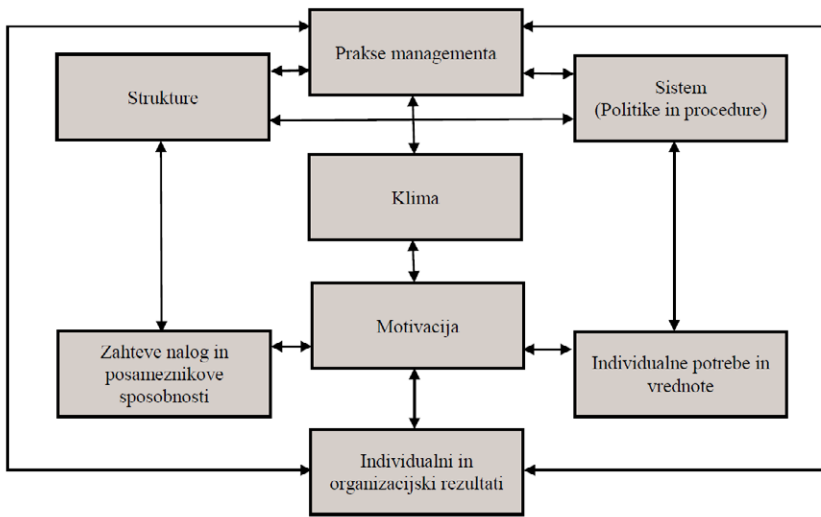 Prakse managementa
Strukture
Sistem
(Politike in procedure)
Klima
Motivacija
Zahteve nalog in
posameznikove
sposobnosti
Individualne potrebe in
vrednote
Individualni in
organizacijski rezultati